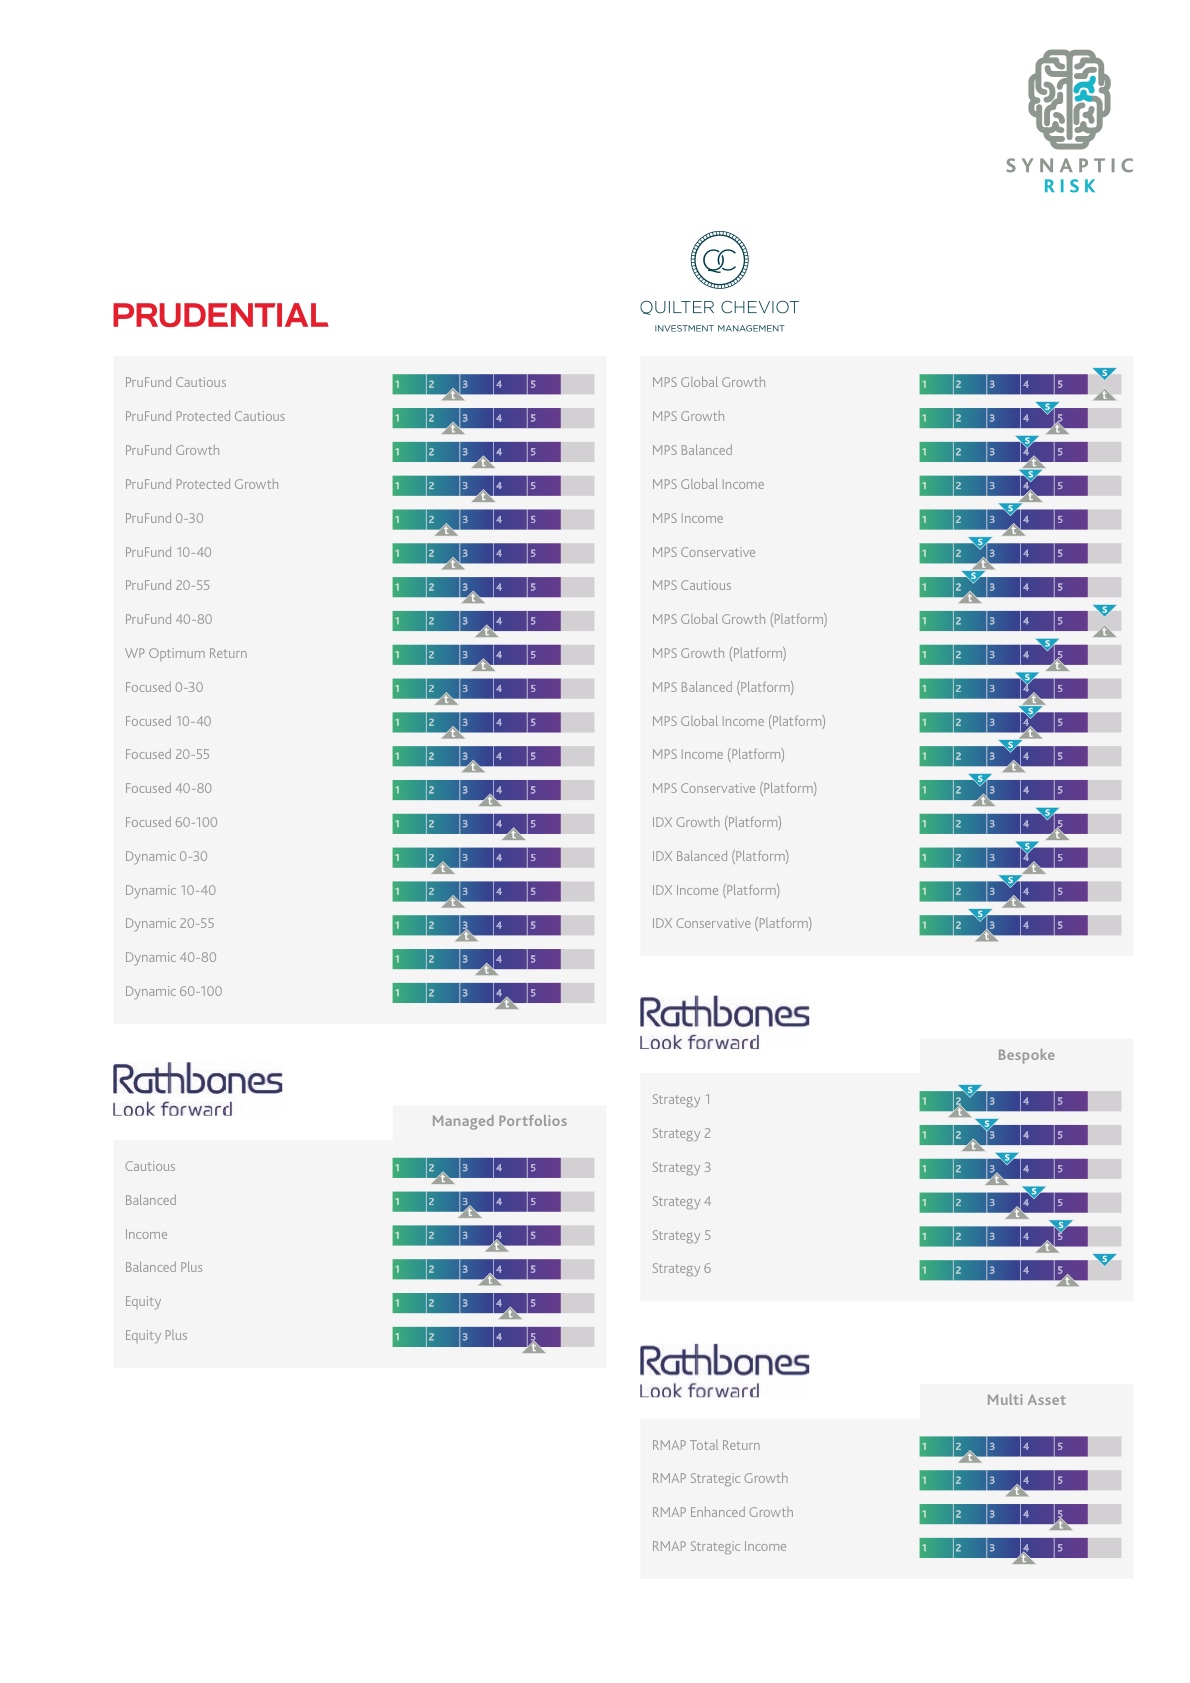 SYNAPTIC
RISK
PRUDENTIAL
PruFund Cautious 1 2 3 4 5 t
PruFund Protected Cautious 1 2 3 4 5 t
PruFund Growth 1 2 3 4 5 t
PruFund Protected Growth 1 2 3 4 5 t
PruFund 0-30 1 2 3 4 5 t
PruFund 10-40 1 2 3 4 5 t
PruFund 20-55 1 2 3 4 5 t
PruFund 40-80 1 2 3 4 5 t
WP Optimum Return 1 2 3 4 5 t
Focused 0-30 1 2 3 4 5 t
Focused 10-40 1 2 3 4 5 t
Focused 20-55 1 2 3 4 5 t
Focused 40-80 1 2 3 4 5 t
Focused 60-100 1 2 3 4 5 t
Dynamic 0-30 1 2 3 4 5 t
Dynamic 10-40 1 2 3 4 5 t
Dynamic 20-55 1 2 3 4 5 t
Dynamic 40-80 1 2 3 4 5 t
Dynamic 60-100 1 2 3 4 5 t
Rathbones
Look forward
Managed Portfolios
Cautious 1 2 3 4 5 t
Balanced 1 2 3 4 5 t
Income 1 2 3 4 5 t
Balanced Plus 1 2 3 4 5 t
Equity 1 2 3 4 5 t
Equity Plus 1 2 3 4 5 t
QC
QUILTER CHEVIOT
INVESTMENT MANAGEMENT
MPS Global Growth 1 2 3 4 5 s t
MPS Growth 1 2 3 4 5 s t
MPS Balanced 1 2 3 4 5 s t
MPS Global Income 1 2 3 4 5 s t
MPS Income 1 2 3 4 5 s t
MPS Conservative 1 2 3 4 5 s t
MPS Cautious 1 2 3 4 5 s t
MPS Global Growth (Platform) 1 2 3 4 5 s t
MPS Growth (Platform) 1 2 3 4 5 s t
MPS Balanced (Platform) 1 2 3 4 5 s t
MPS Global Income (Platform) 1 2 3 4 5 s t
MPS Income (Platform) 1 2 3 4 5 s t
MPS Conservative (Platform) 1 2 3 4 5 s t
IDX Growth (Platform) 1 2 3 4 5 s t
IDX Balanced (Platform) 1 2 3 4 5 s t
IDX Income (Platform) 1 2 3 4 5 s t
IDX Conservative (Platform) 1 2 3 4 5 s t
Rathbones
Look forward
Bespoke
Strategy 1 1 2 3 4 5 s t
Strategy 2 1 2 3 4 5 s t
Strategy 3 1 2 3 4 5 s t
Strategy 4 1 2 3 4 5 s t
Strategy 5 1 2 3 4 5 s t
Strategy 6 1 2 3 4 5 s t
Rathbones
Look forward
Multi Asset
RMAP Total Return 1 2 3 4 5 t
RMAP Strategic Growth 1 2 3 4 5 t
RMAP Enhanced Growth 1 2 3 4 5 t
RMAP Strategic Income 1 2 3 4 5 t